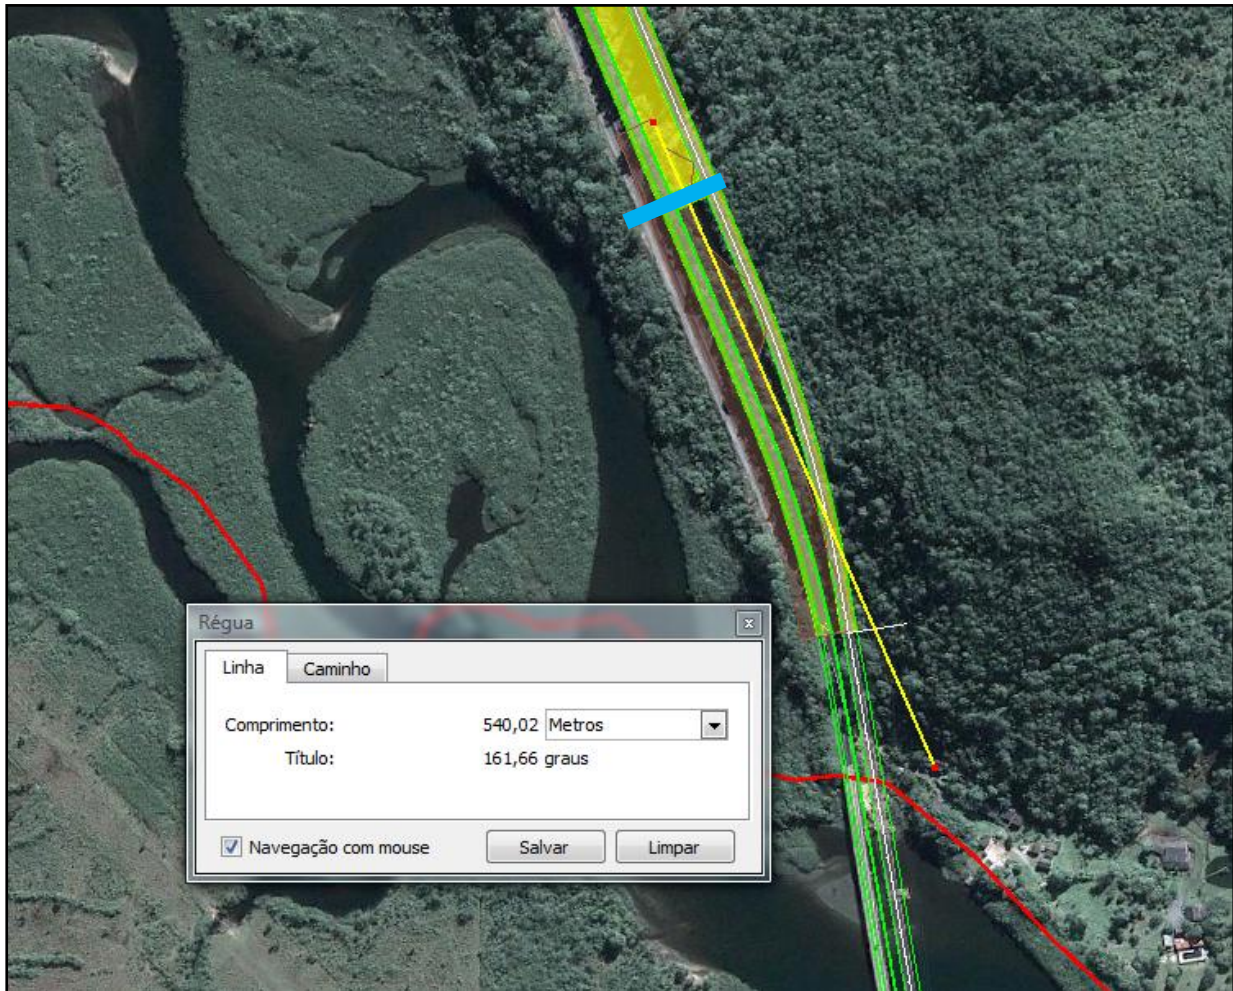 Régua
Linha Caminho
Comprimento: 540,02 Metros
Título: 161,66 graus
Navegação com mouse Salvar Limpar